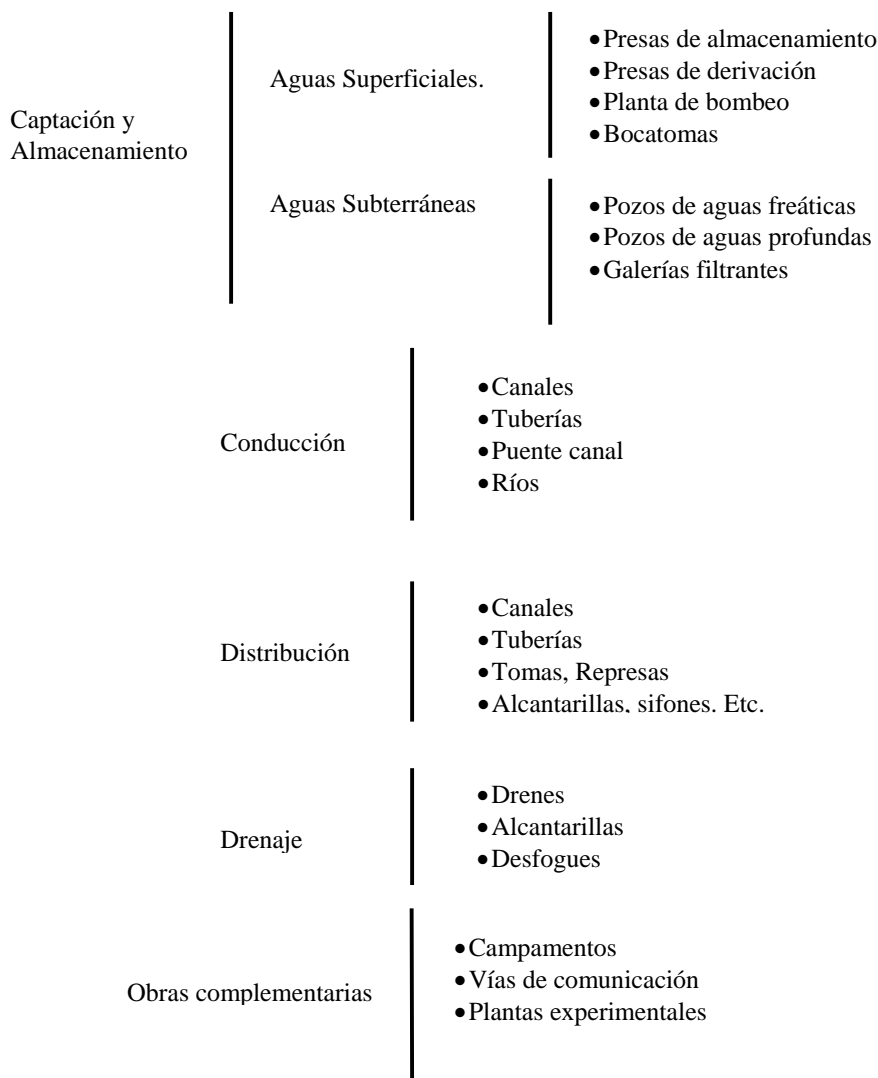 Captación y
Almacenamiento
Aguas Superficiales.
•Presas de almacenamiento
•Presas de derivación
•Planta de bombeo
•Bocatomas
Aguas Subterráneas
•Pozos de aguas freáticas
•Pozos de aguas profundas
•Galerías filtrantes
Conducción
•Canales
•Tuberías
•Puente canal
•Ríos
Distribución
•Canales
•Tuberías
•Tomas, Represas
•Alcantarillas, sifones. Etc.
Drenaje
•Drenes
•Alcantarillas
•Desfogues
Obras complementarias
•Campamentos
•Vías de comunicación
•Plantas experimentales